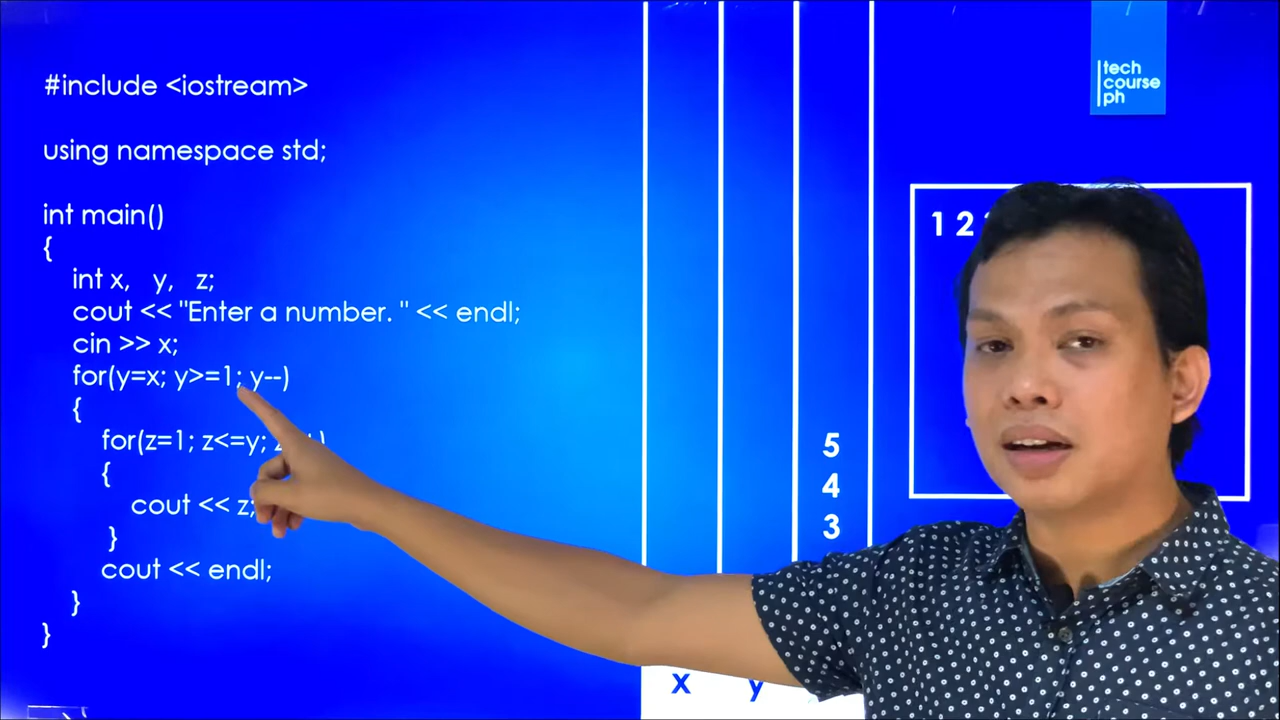 #include <iostream>
using namespace std;
int main()
{
int x, y, z;
cout << "Enter a number. " << endl;
cin >> x;
for(y=x; y>=1; y--)
{
for(z=1; z<=y;
{
cout << z;
}
cout << endl;
}
}
tech
course
ph
1 2
5
4
3
x y